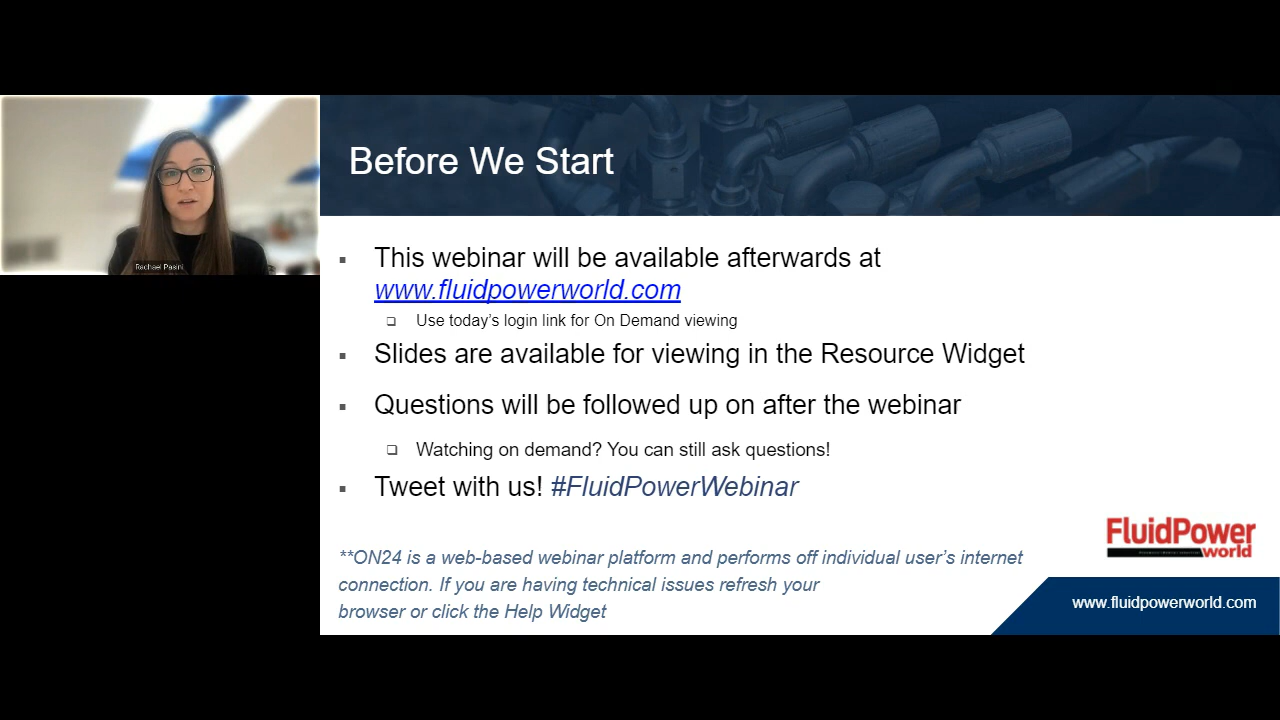 Before We Start
Rachael Pasini
This webinar will be available afterwards at
www.fluidpowerworld.com
Use today's login link for On Demand viewing
Slides are available for viewing in the Resource Widget
Questions will be followed up on after the webinar
Watching on demand? You can still ask questions!
Tweet with us! #FluidPowerWebinar
**ON24 is a web-based webinar platform and performs off individual user's internet
connection. If you are having technical issues refresh your
browser or click the Help Widget
FluidPower
world
www.fluidpowerworld.com